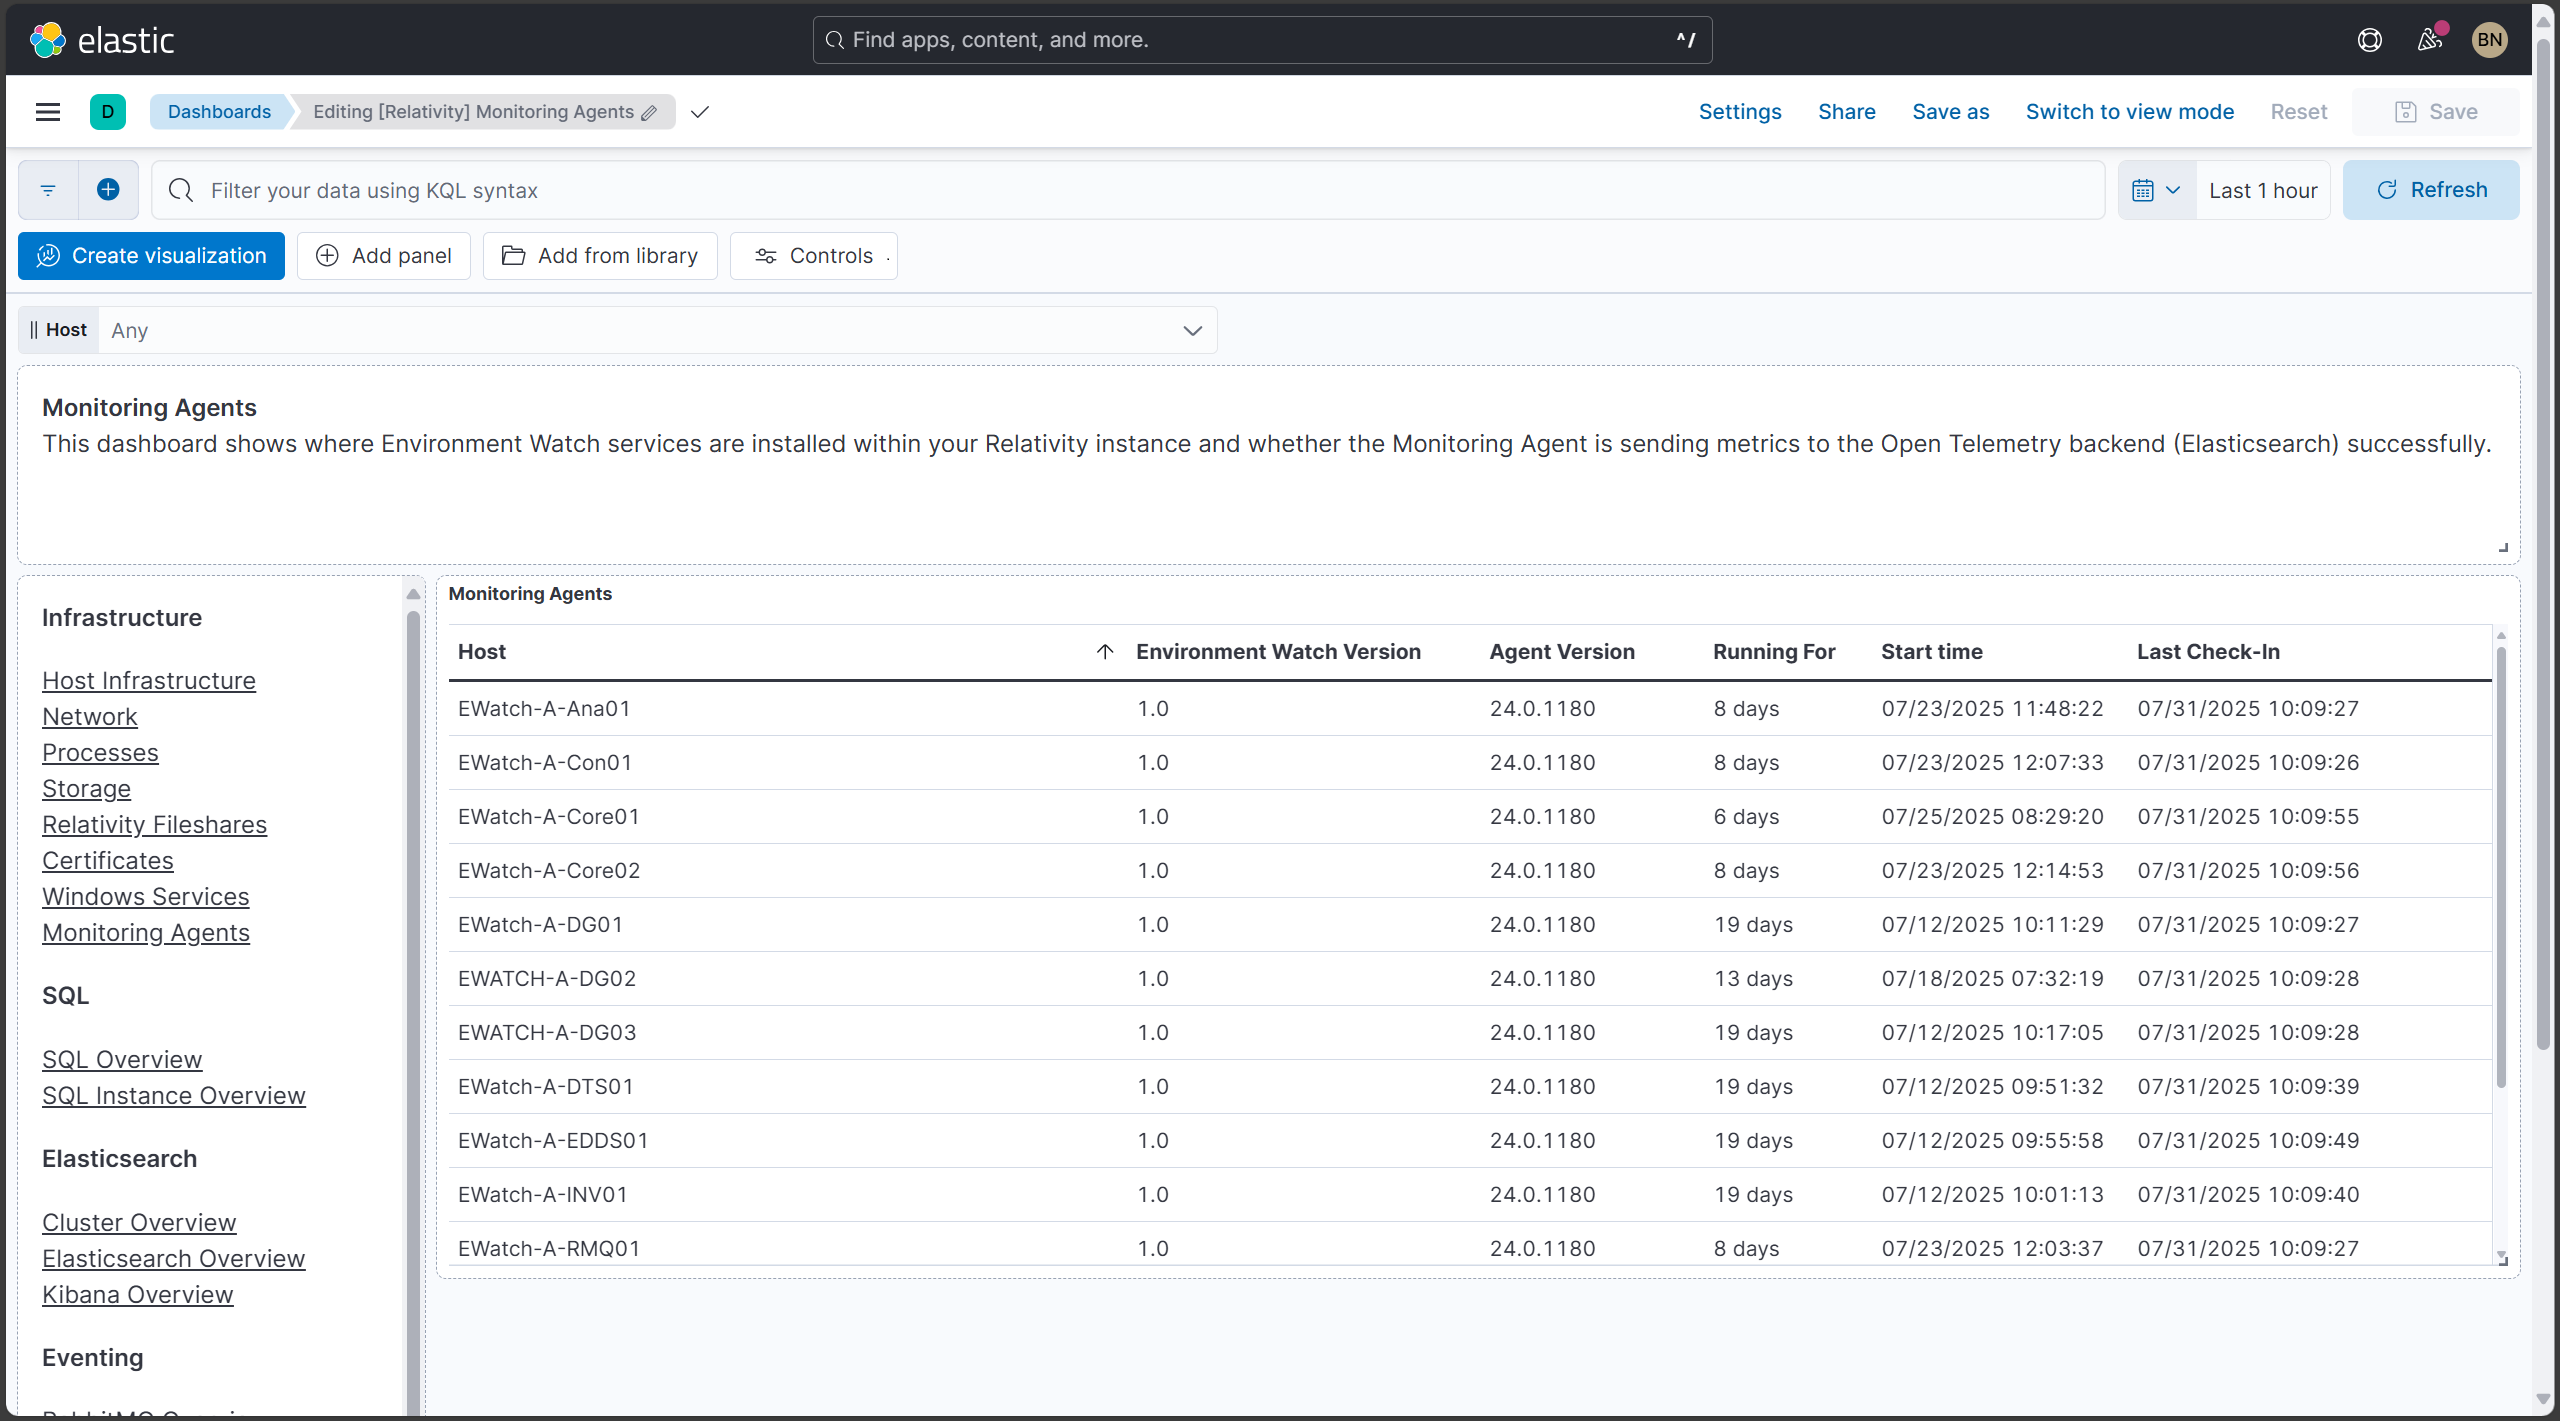 elastic
Find apps, content, and more.
^/
BN
D
Dashboards
Editing [Relativity] Monitoring Agents
Settings
Share
Save as
Switch to view mode
Reset
Save
Filter your data using KQL syntax
Last 1 hour
Refresh
Create visualization
Add panel
Add from library
Controls
Host
Any
Monitoring Agents
This dashboard shows where Environment Watch services are installed within your Relativity instance and whether the Monitoring Agent is sending metrics to the Open Telemetry backend (Elasticsearch) successfully.
Infrastructure
Host Infrastructure
Network
Processes
Storage
Relativity Fileshares
Certificates
Windows Services
Monitoring Agents
SQL
SQL Overview
SQL Instance Overview
Elasticsearch
Cluster Overview
Elasticsearch Overview
Kibana Overview
Eventing
Monitoring Agents
Host Environment Watch Version Agent Version Running For Start time Last Check-In
EWatch-A-Ana01 1.0 24.0.1180 8 days 07/23/2025 11:48:22 07/31/2025 10:09:27
EWatch-A-Con01 1.0 24.0.1180 8 days 07/23/2025 12:07:33 07/31/2025 10:09:26
EWatch-A-Core01 1.0 24.0.1180 6 days 07/25/2025 08:29:20 07/31/2025 10:09:55
EWatch-A-Core02 1.0 24.0.1180 8 days 07/23/2025 12:14:53 07/31/2025 10:09:56
EWatch-A-DG01 1.0 24.0.1180 19 days 07/12/2025 10:11:29 07/31/2025 10:09:27
EWATCH-A-DG02 1.0 24.0.1180 13 days 07/18/2025 07:32:19 07/31/2025 10:09:28
EWATCH-A-DG03 1.0 24.0.1180 19 days 07/12/2025 10:17:05 07/31/2025 10:09:28
EWatch-A-DTS01 1.0 24.0.1180 19 days 07/12/2025 09:51:32 07/31/2025 10:09:39
EWatch-A-EDDS01 1.0 24.0.1180 19 days 07/12/2025 09:55:58 07/31/2025 10:09:49
EWatch-A-INV01 1.0 24.0.1180 19 days 07/12/2025 10:01:13 07/31/2025 10:09:40
EWatch-A-RMQ01 1.0 24.0.1180 8 days 07/23/2025 12:03:37 07/31/2025 10:09:27